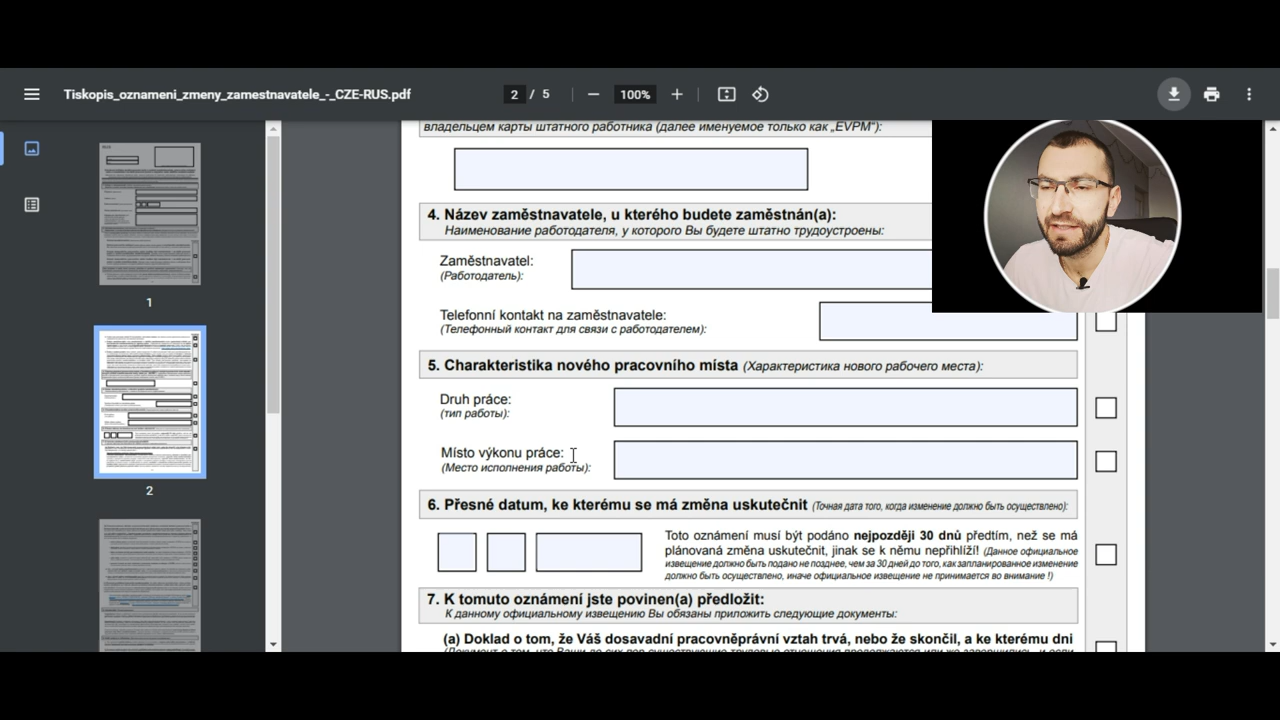 Tiskopis_oznameni_zmeny_zamestnavatele_-_CZE-RUS.pdf
2 / 5
100%
владельцем карты штатного работника (далее именуемое только как „EVPM“):
4. Název zaměstnavatele, u kterého budete zaměstnán(a):
Наименование работодателя, у которого Вы будете штатно трудоустроены:
Zaměstnavatel:
(Работодатель):
Telefonní kontakt na zaměstnavatele:
(Телефонный контакт для связи с работодателем):
5. Charakteristika nového pracovního místa (Характеристика нового рабочего места):
Druh práce:
(тип работы):
Místo výkonu práce:
(Место исполнения работы):
6. Přesné datum, ke kterému se má změna uskutečnit (Точная дата того, когда изменение должно быть осуществлено):
Toto oznámení musí být podáno nejpozději 30 dnů předtím, než se má
plánovaná změna uskutečnit, jinak se k němu nepřihlíží! (Данное официальное
извещение должно быть подано не позднее, чем за 30 дней до того, как запланированное изменение
должно быть осуществлено, иначе официальное извещение не принимается во внимание !)
7. K tomuto oznámení jste povinen(a) předložit:
К данному официальному извещению Вы обязаны приложить следующие документы:
(a) Doklad o tom, že Váš dosavadní pracovněprávní vztah trvá, nebo že skončil, a ke kterému dni
1
2